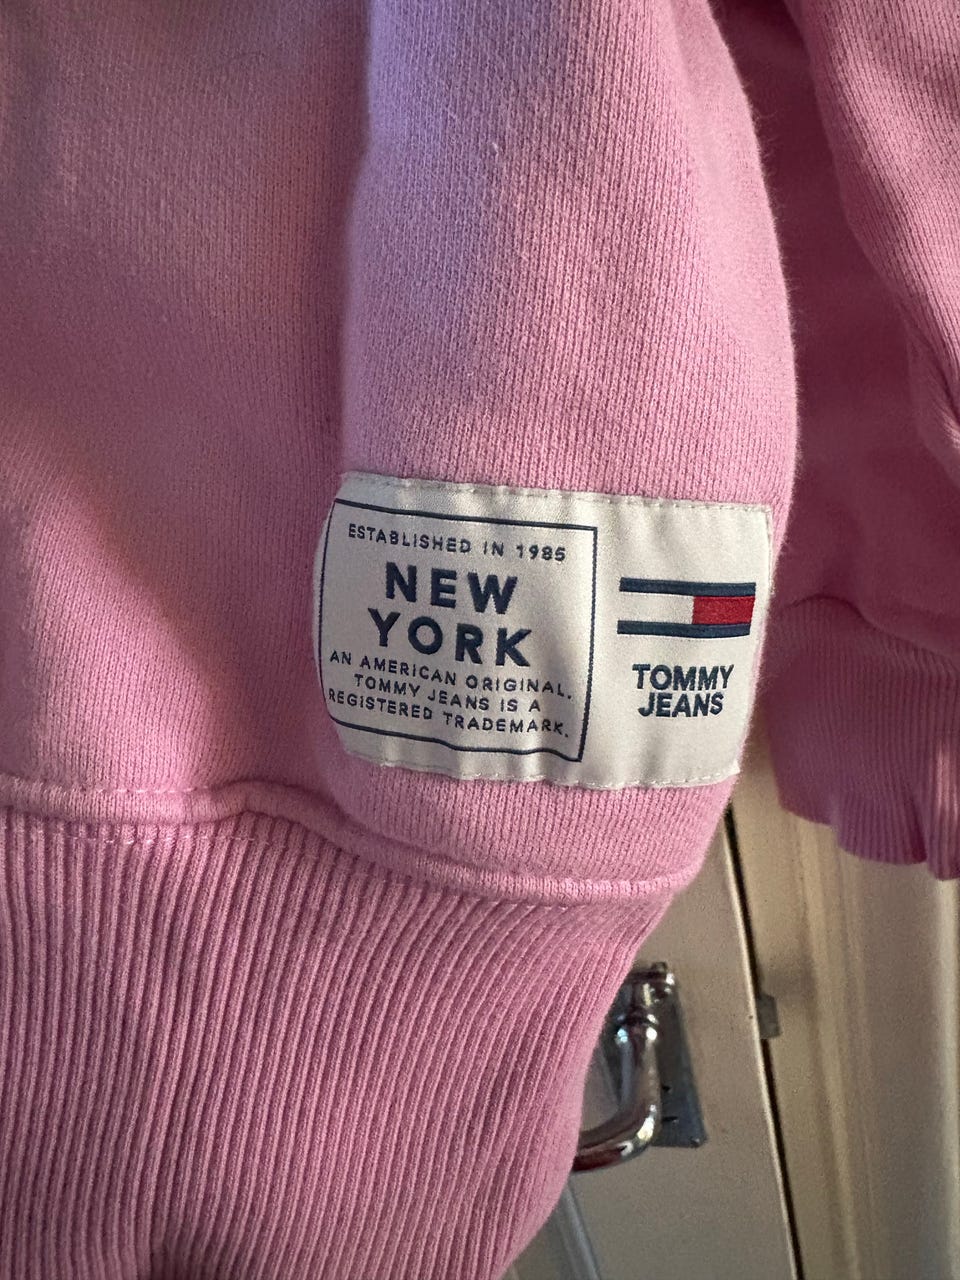 ESTABLISHED IN 1985
NEW
YORK
AN AMERICAN ORIGINAL.
TOMMY JEANS IS A
REGISTERED TRADEMARK.
TOMMY
JEANS